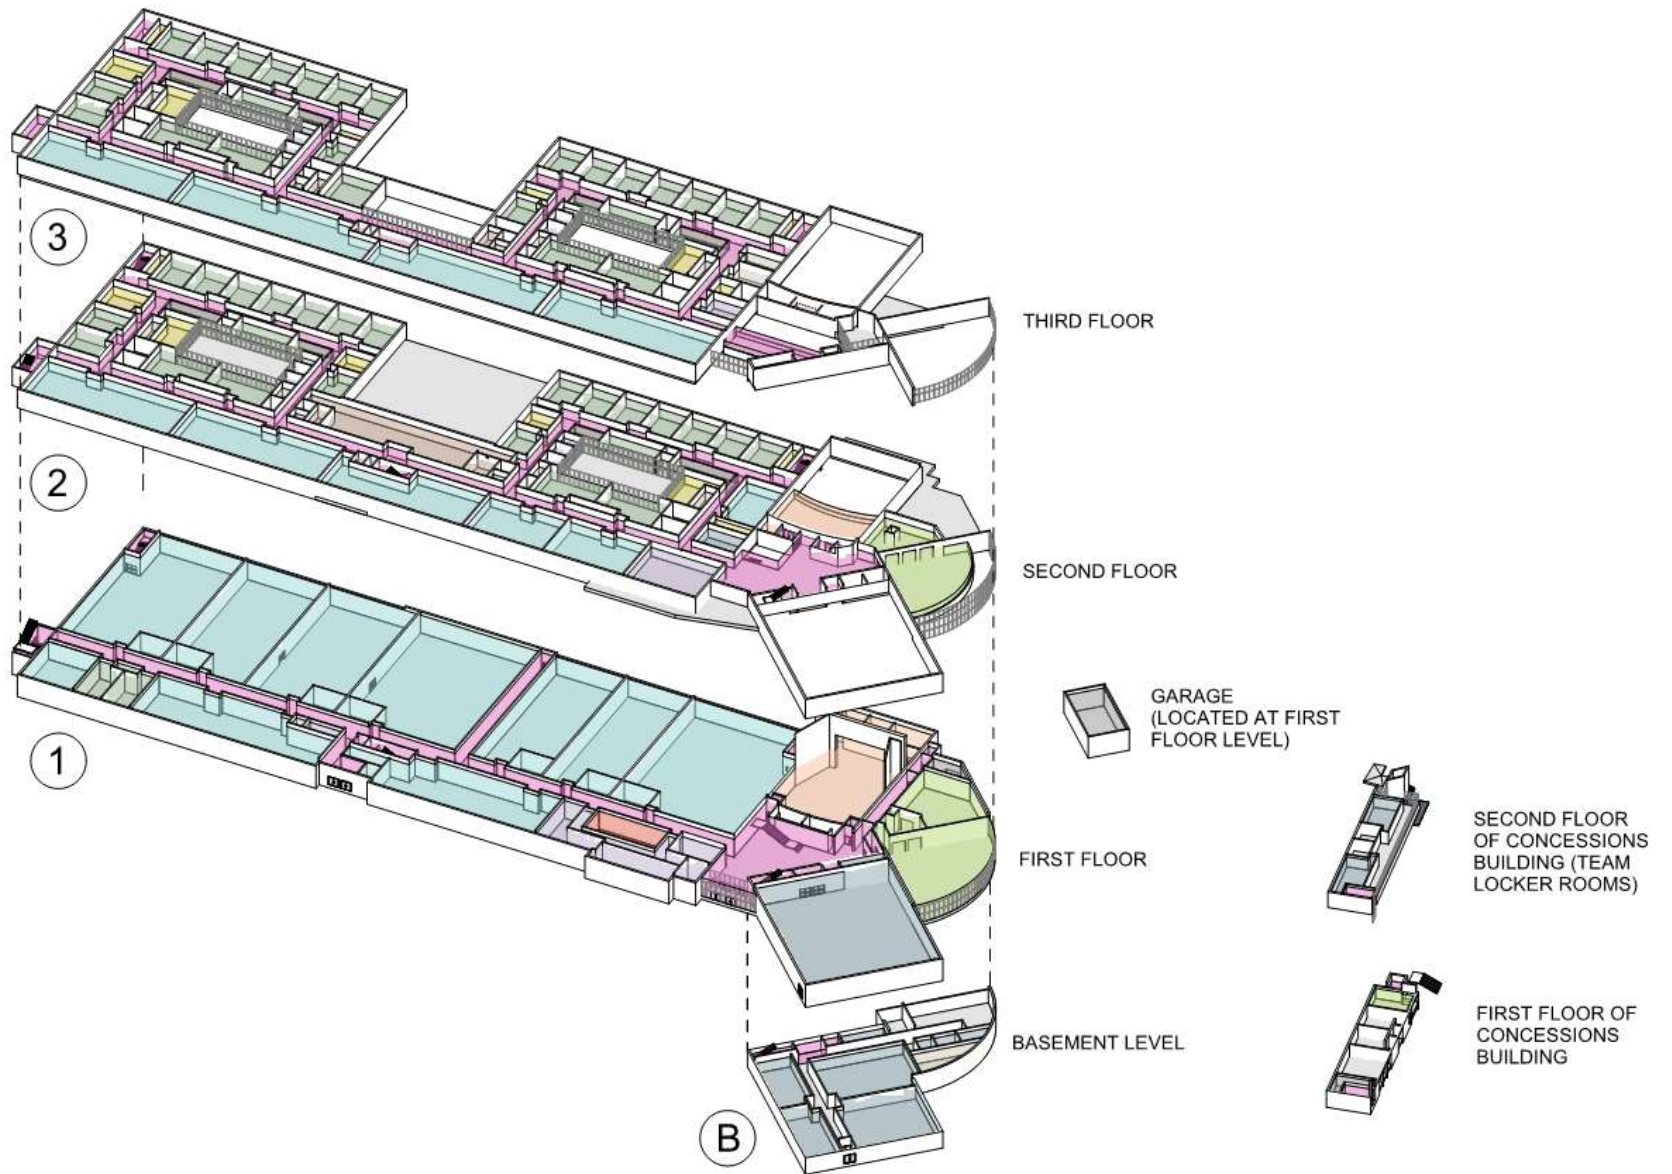 3
THIRD FLOOR
2
SECOND FLOOR
GARAGE
(LOCATED AT FIRST
FLOOR LEVEL)
1
SECOND FLOOR
OF CONCESSIONS
BUILDING (TEAM
LOCKER ROOMS)
FIRST FLOOR
FIRST FLOOR OF
CONCESSIONS
BUILDING
BASEMENT LEVEL
B